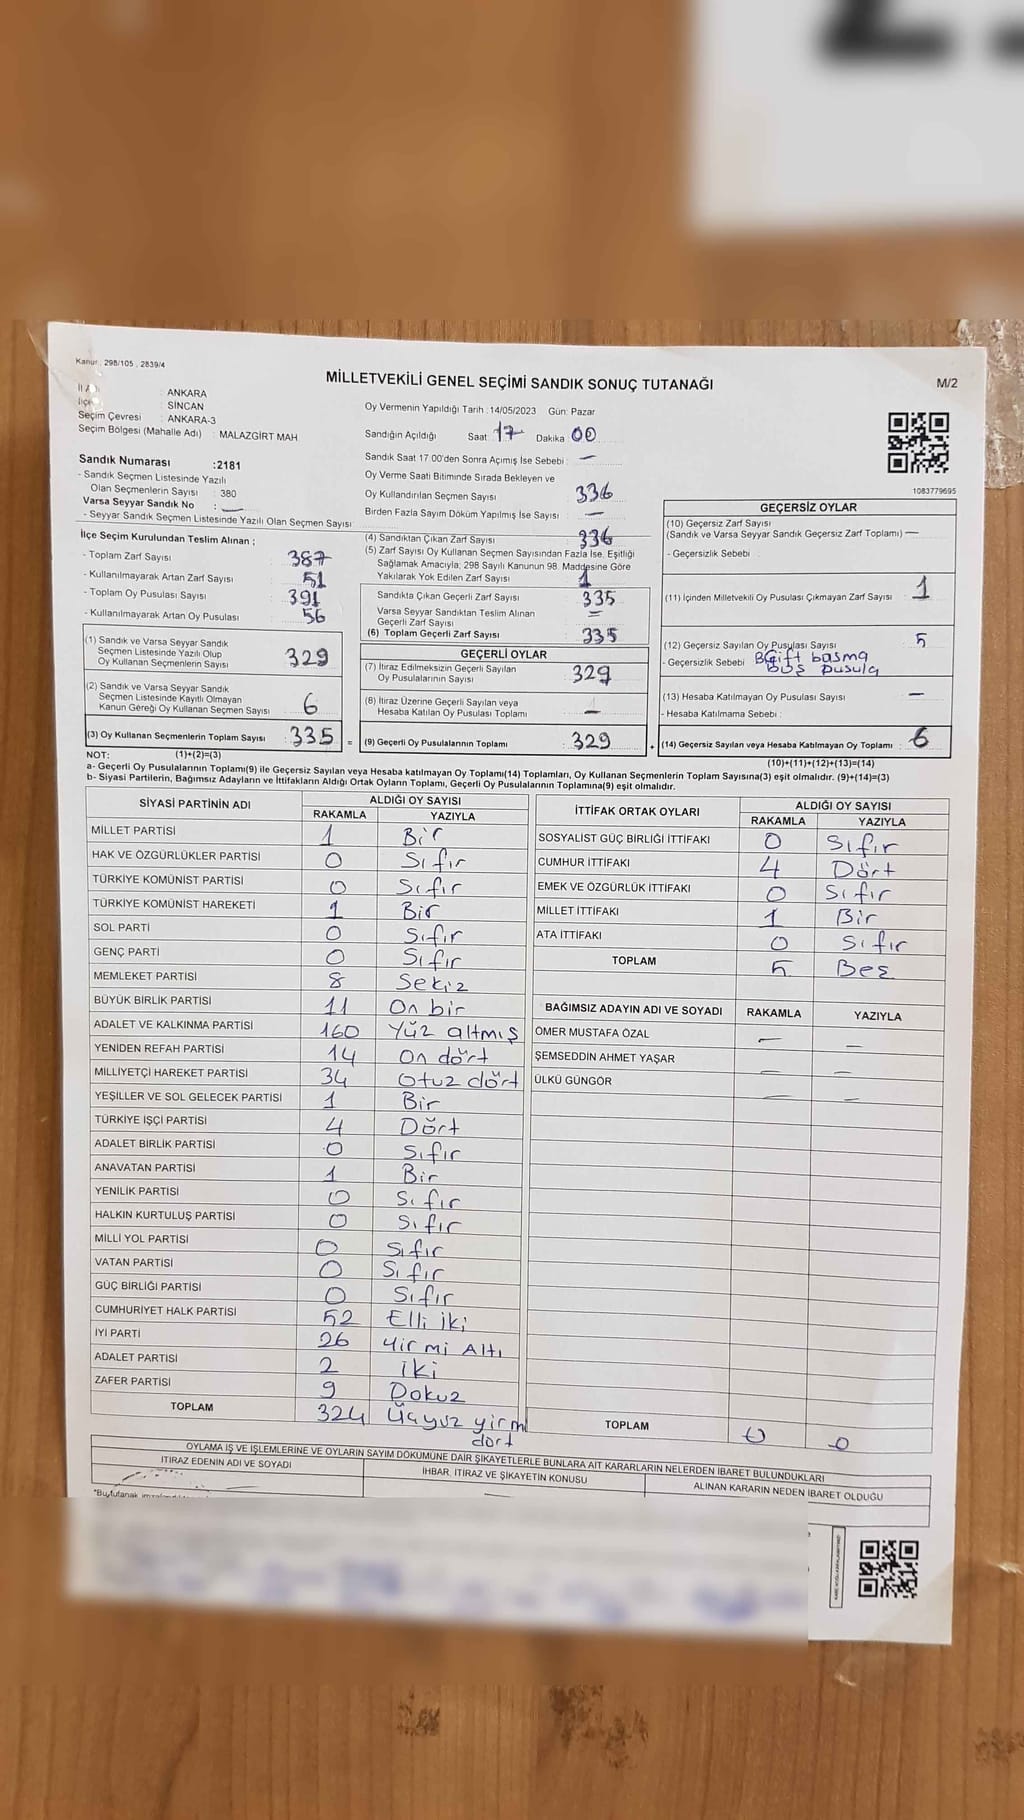 Kanun : 298/105 , 2839/4
MİLLETVEKİLİ GENEL SEÇİMİ SANDIK SONUÇ TUTANAĞI
M/2
İli : ANKARA
İlçesi : SİNCAN
Seçim Çevresi : ANKARA-3
Seçim Bölgesi (Mahalle Adı) : MALAZGİRT MAH
Sandık Numarası : 2181
- Sandık Seçmen Listesinde Yazılı
Olan Seçmenlerin Sayısı : 380
Varsa Seyyar Sandık No : —
- Seyyar Sandık Seçmen Listesinde Yazılı Olan Seçmen Sayısı
İlçe Seçim Kurulundan Teslim Alınan ;
- Toplam Zarf Sayısı 387
- Kullanılmayarak Artan Zarf Sayısı 51
- Toplam Oy Pusulası Sayısı 391
- Kullanılmayarak Artan Oy Pusulası 56
(1) Sandık ve Varsa Seyyar Sandık
Seçmen Listesinde Yazılı Olup
Oy Kullanan Seçmenlerin Sayısı 329
(2) Sandık ve Varsa Seyyar Sandık
Seçmen Listesinde Kayıtlı Olmayan
Kanun Gereği Oy Kullanan Seçmen Sayısı 6
(3) Oy Kullanan Seçmenlerin Toplam Sayısı : 335 =
Oy Vermenin Yapıldığı Tarih : 14/05/2023 Gün: Pazar
Sandığın Açıldığı Saat 17 Dakika 00
Sandık Saat 17:00'den Sonra Açımış İse Sebebi : —
Oy Verme Saati Bitiminde Sırada Bekleyen ve
Oy Kullandırılan Seçmen Sayısı 336
Birden Fazla Sayım Döküm Yapılmış İse Sayısı : —
(4) Sandıktan Çıkan Zarf Sayısı 336
(5) Zarf Sayısı Oy Kullanan Seçmen Sayısından Fazla İse, Eşitliği
Sağlamak Amacıyla; 298 Sayılı Kanunun 98. Maddesine Göre
Yakılarak Yok Edilen Zarf Sayısı 1
Sandıkta Çıkan Geçerli Zarf Sayısı 335
Varsa Seyyar Sandıktan Teslim Alınan
Geçerli Zarf Sayısı —
(6) Toplam Geçerli Zarf Sayısı 335
GEÇERLİ OYLAR
(7) İtiraz Edilmeksizin Geçerli Sayılan
Oy Pusulalarının Sayısı 329
(8) İtiraz Üzerine Geçerli Sayılan veya
Hesaba Katılan Oy Pusulası Toplamı —
(9) Geçerli Oy Pusulalarının Toplamı : 329 +
1083779695
GEÇERSİZ OYLAR
(10) Geçersiz Zarf Sayısı
(Sandık ve Varsa Seyyar Sandık Geçersiz Zarf Toplamı) —
- Geçersizlik Sebebi :
(11) İçinden Milletvekili Oy Pusulası Çıkmayan Zarf Sayısı : 1
(12) Geçersiz Sayılan Oy Pusulası Sayısı : 5
- Geçersizlik Sebebi Çift basma
Boş pusula
(13) Hesaba Katılmayan Oy Pusulası Sayısı : —
- Hesaba Katılmama Sebebi :
(14) Geçersiz Sayılan veya Hesaba Katılmayan Oy Toplamı : 6
NOT: (1)+(2)=(3)
(10)+(11)+(12)+(13)=(14)
a- Geçerli Oy Pusulalarının Toplamı(9) ile Geçersiz Sayılan veya Hesaba katılmayan Oy Toplamı(14) Toplamları, Oy Kullanan Seçmenlerin Toplam Sayısına(3) eşit olmalıdır. (9)+(14)=(3)
b- Siyasi Partilerin, Bağımsız Adayların ve İttifakların Aldığı Ortak Oyların Toplamı, Geçerli Oy Pusulalarının Toplamına(9) eşit olmalıdır.
SİYASİ PARTİNİN ADI ALDIĞI OY SAYISI
RAKAMLA YAZIYLA
MİLLET PARTİSİ 1 Bir
HAK VE ÖZGÜRLÜKLER PARTİSİ 0 Sıfır
TÜRKİYE KOMÜNİST PARTİSİ 0 Sıfır
TÜRKİYE KOMÜNİST HAREKETİ 1 Bir
SOL PARTİ 0 Sıfır
GENÇ PARTİ 0 Sıfır
MEMLEKET PARTİSİ 8 Sekiz
BÜYÜK BİRLİK PARTİSİ 11 On bir
ADALET VE KALKINMA PARTİSİ 160 Yüz altmış
YENİDEN REFAH PARTİSİ 14 On dört
MİLLİYETÇİ HAREKET PARTİSİ 34 Otuz dört
YEŞİLLER VE SOL GELECEK PARTİSİ 1 Bir
TÜRKİYE İŞÇİ PARTİSİ 4 Dört
ADALET BİRLİK PARTİSİ 0 Sıfır
ANAVATAN PARTİSİ 1 Bir
YENİLİK PARTİSİ 0 Sıfır
HALKIN KURTULUŞ PARTİSİ 0 Sıfır
MİLLİ YOL PARTİSİ 0 Sıfır
VATAN PARTİSİ 0 Sıfır
GÜÇ BİRLİĞİ PARTİSİ 0 Sıfır
CUMHURİYET HALK PARTİSİ 52 Elli iki
İYİ PARTİ 26 Yirmi Altı
ADALET PARTİSİ 2 İki
ZAFER PARTİSİ 9 Dokuz
TOPLAM 324 Üçyüz yirmi
dört
İTTİFAK ORTAK OYLARI ALDIĞI OY SAYISI
RAKAMLA YAZIYLA
SOSYALİST GÜÇ BİRLİĞİ İTTİFAKI 0 Sıfır
CUMHUR İTTİFAKI 4 Dört
EMEK VE ÖZGÜRLÜK İTTİFAKI 0 Sıfır
MİLLET İTTİFAKI 1 Bir
ATA İTTİFAKI 0 Sıfır
TOPLAM 5 Beş
BAĞIMSIZ ADAYIN ADI VE SOYADI RAKAMLA YAZIYLA
ÖMER MUSTAFA ÖZAL — —
ŞEMSEDDİN AHMET YAŞAR — —
ÜLKÜ GÜNGÖR — —
TOPLAM 0 0
OYLAMA İŞ VE İŞLEMLERİNE VE OYLARIN SAYIM DÖKÜMÜNE DAİR ŞİKAYETLERLE BUNLARA AİT KARARLARIN NELERDEN İBARET BULUNDUKLARI
İTİRAZ EDENİN ADI VE SOYADI
İHBAR, İTİRAZ VE ŞİKAYETİN KONUSU
ALINAN KARARIN NEDEN İBARET OLDUĞU